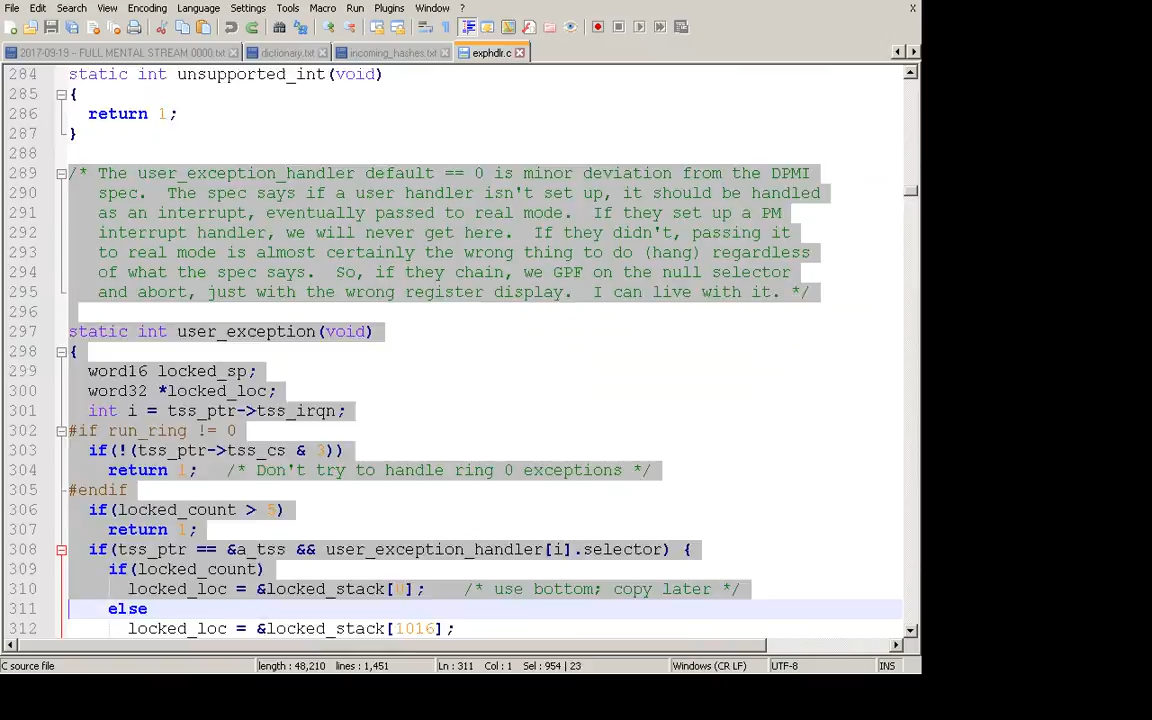 File Edit Search View Encoding Language Settings Tools Macro Run Plugins Window ? X
2017-09-19 – FULL MENTAL STREAM 0000.txt dictionary.txt incoming_hashes.txt exphdlr.c
284 static int unsupported_int(void)
285 {
286 return 1;
287 }
288
289 /* The user_exception_handler default == 0 is minor deviation from the DPMI
290 spec. The spec says if a user handler isn't set up, it should be handled
291 as an interrupt, eventually passed to real mode. If they set up a PM
292 interrupt handler, we will never get here. If they didn't, passing it
293 to real mode is almost certainly the wrong thing to do (hang) regardless
294 of what the spec says. So, if they chain, we GPF on the null selector
295 and abort, just with the wrong register display. I can live with it. */
296
297 static int user_exception(void)
298 {
299 word16 locked_sp;
300 word32 *locked_loc;
301 int i = tss_ptr->tss_irqn;
302 #if run_ring != 0
303 if(!(tss_ptr->tss_cs & 3))
304 return 1; /* Don't try to handle ring 0 exceptions */
305 #endif
306 if(locked_count > 5)
307 return 1;
308 if(tss_ptr == &a_tss && user_exception_handler[i].selector) {
309 if(locked_count)
310 locked_loc = &locked_stack[0]; /* use bottom; copy later */
311 else
312 locked_loc = &locked_stack[1016];
C source file length : 48,210 lines : 1,451 Ln : 311 Col : 1 Sel : 954 | 23 Windows (CR LF) UTF-8 INS